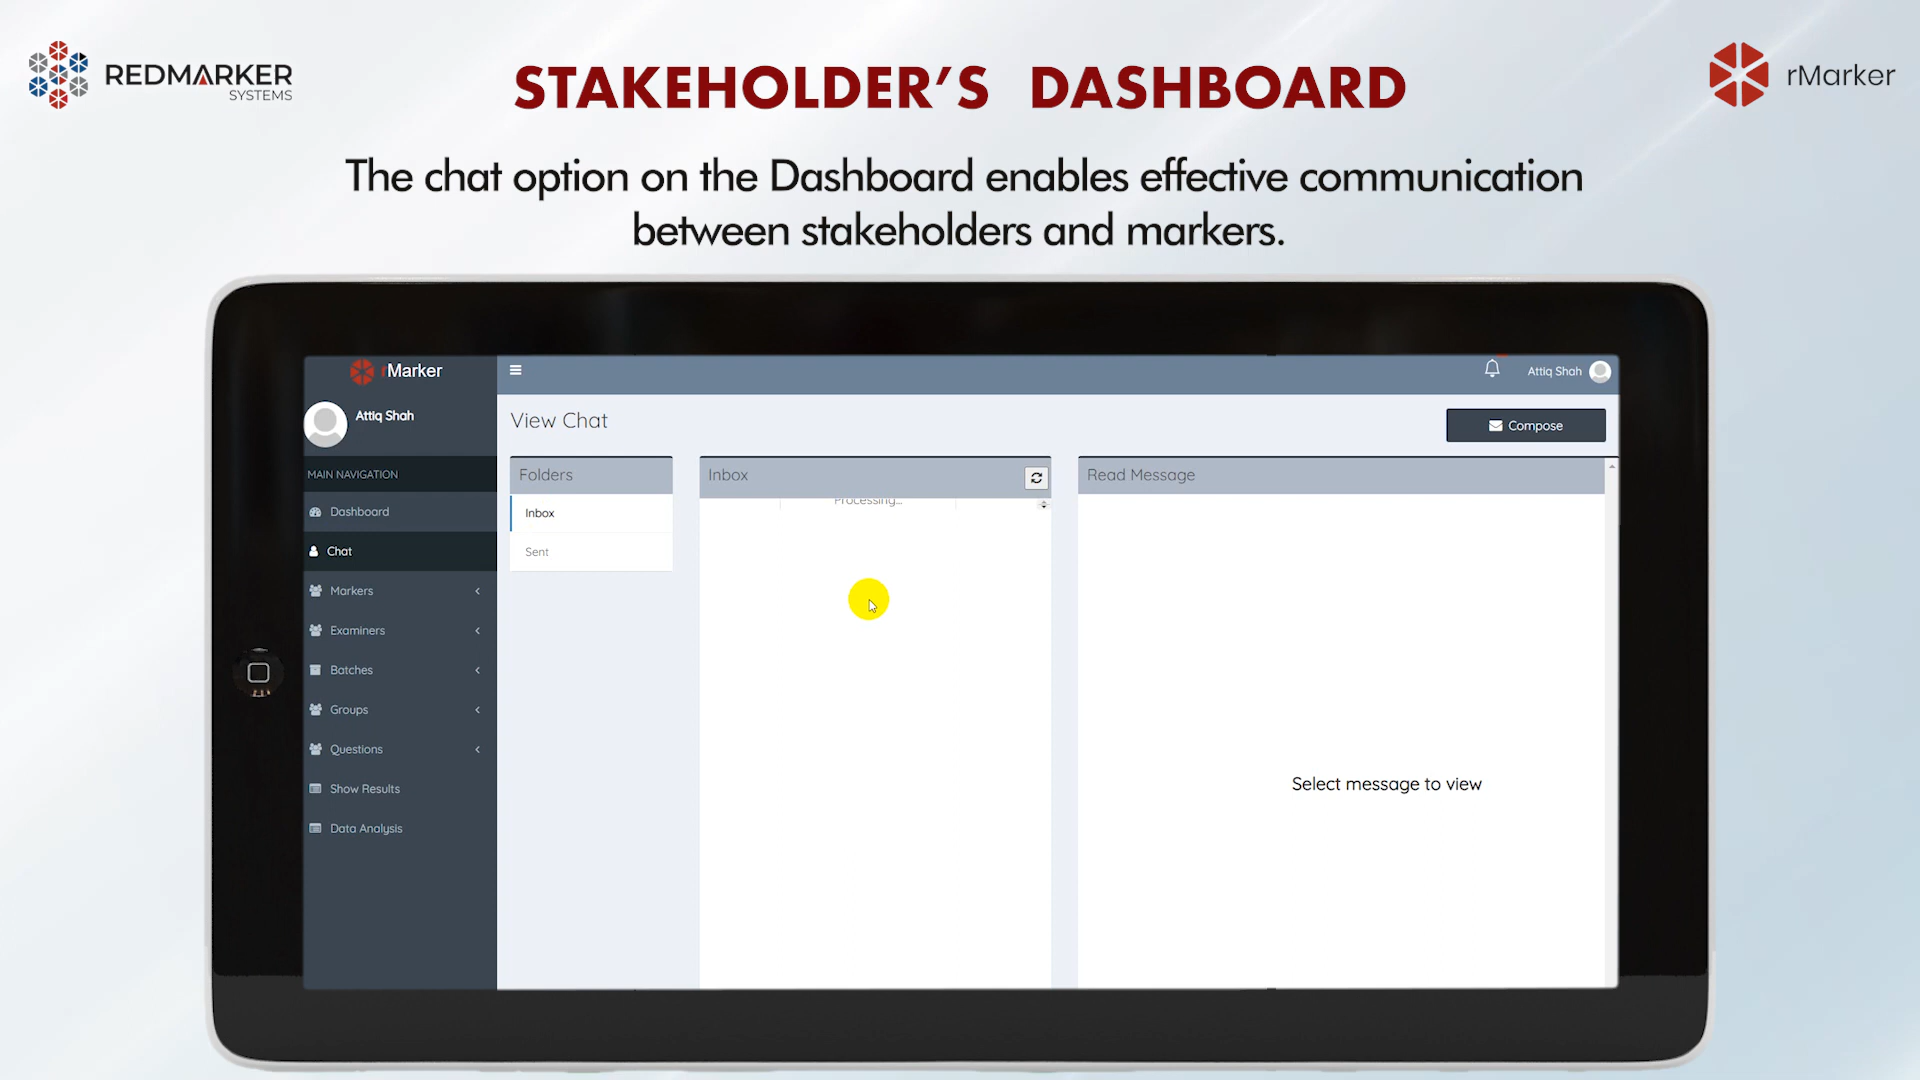 REDMARKER
SYSTEMS
STAKEHOLDER’S DASHBOARD
rMarker
The chat option on the Dashboard enables effective communication
between stakeholders and markers.
rMarker
Attiq Shah
Attiq Shah
View Chat
Compose
MAIN NAVIGATION
Folders
Inbox
Read Message
Processing...
Dashboard
Inbox
Chat
Sent
Markers
Examiners
Batches
Groups
Questions
Show Results
Select message to view
Data Analysis